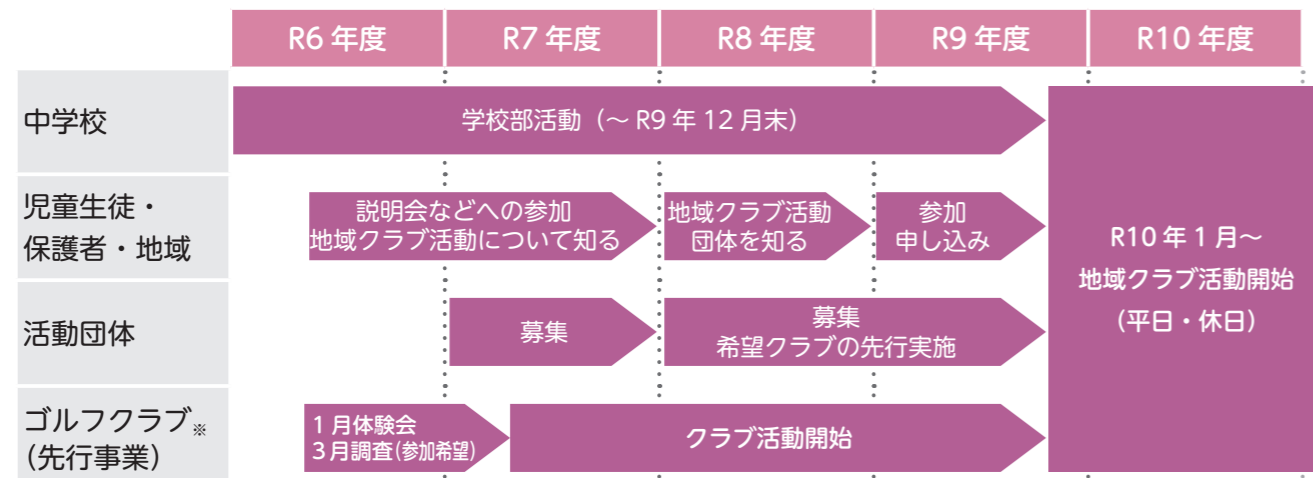 R6 年度 R7 年度 R8 年度 R9 年度 R10 年度
中学校
学校部活動（～ R9 年 12 月末）
児童生徒・
保護者・地域
説明会などへの参加
地域クラブ活動について知る
地域クラブ活動
団体を知る
参加
申し込み
活動団体
募集
募集
希望クラブの先行実施
ゴルフクラブ※
（先行事業）
1 月体験会
3 月調査（参加希望）
クラブ活動開始
R10 年 1 月～
地域クラブ活動開始
（平日・休日）